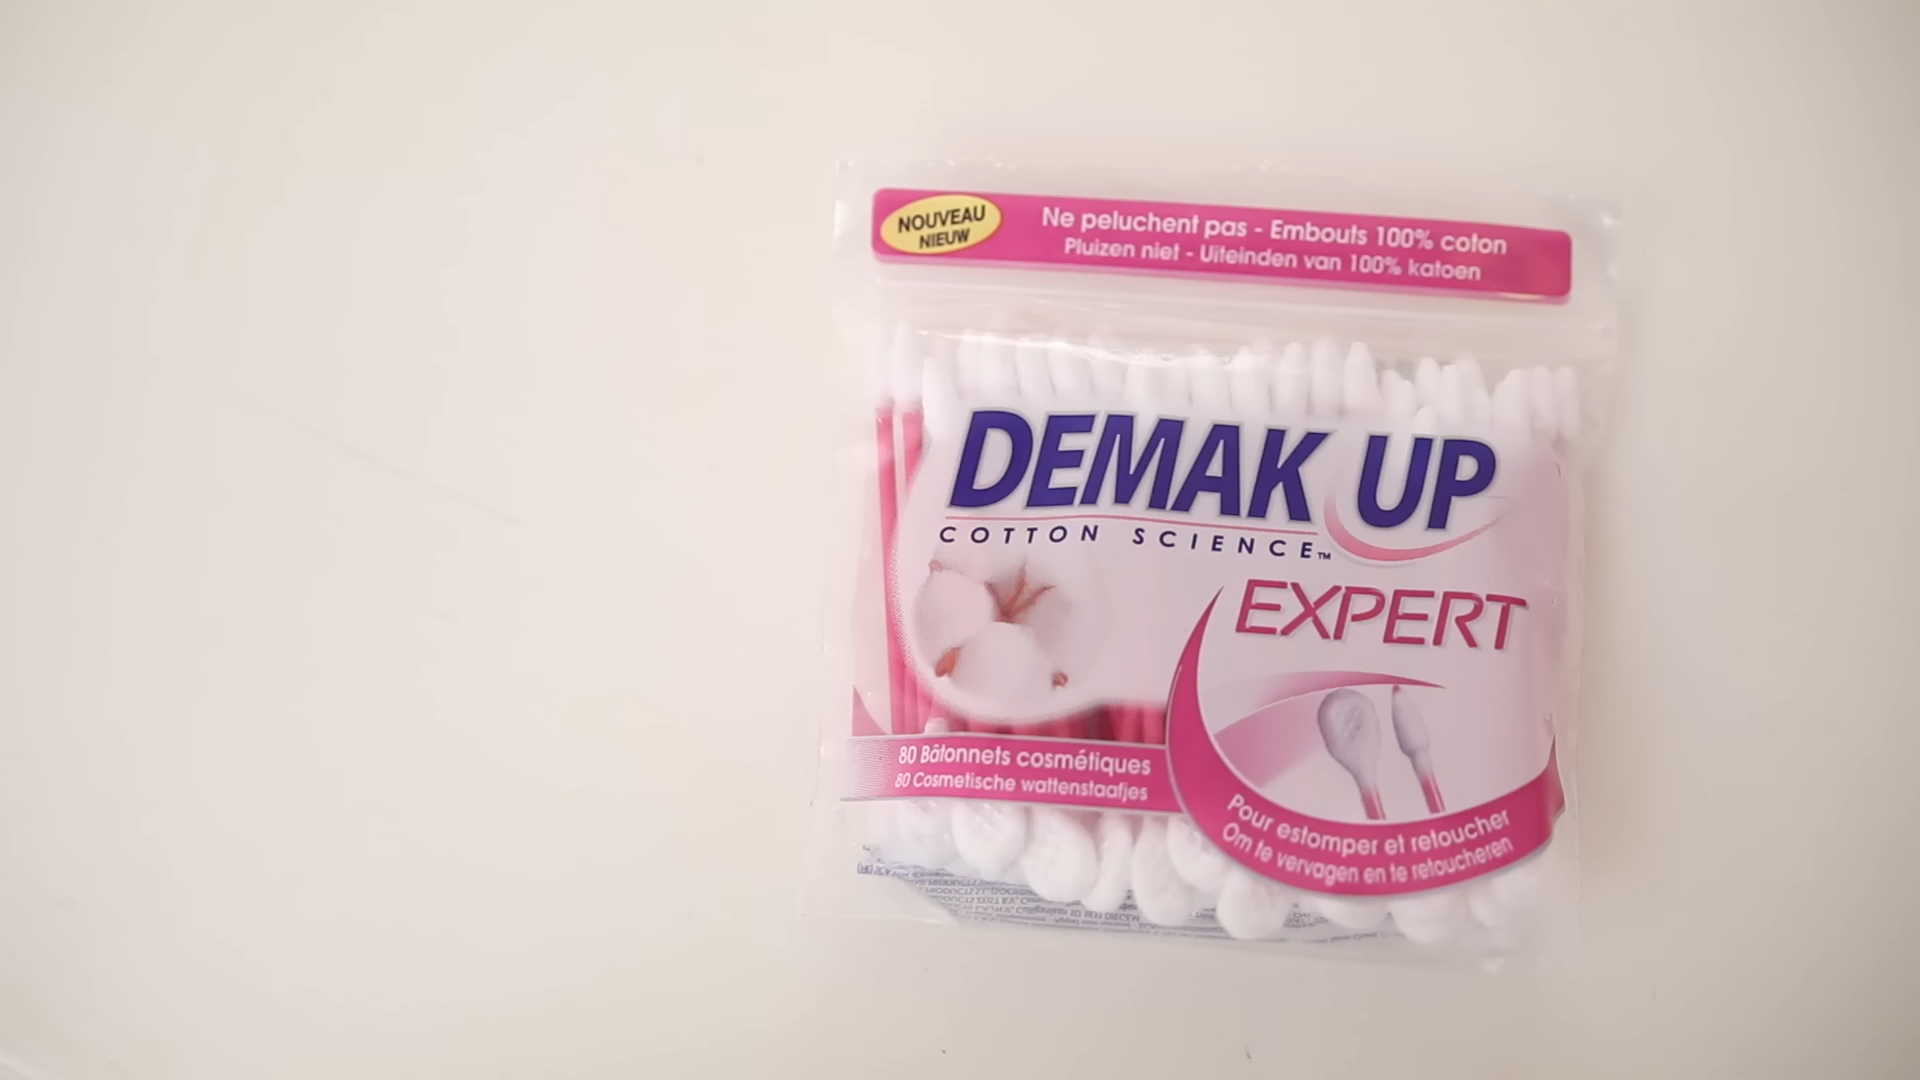 NOUVEAU
NIEUW
Ne peluchent pas - Embouts 100% coton
Pluizen niet - Uiteinden van 100% katoen
DEMAK UP
COTTON SCIENCE™
EXPERT
80 Bâtonnets cosmétiques
80 Cosmetische wattenstaafjes
Pour estomper et retoucher
Om te vervagen en te retoucheren